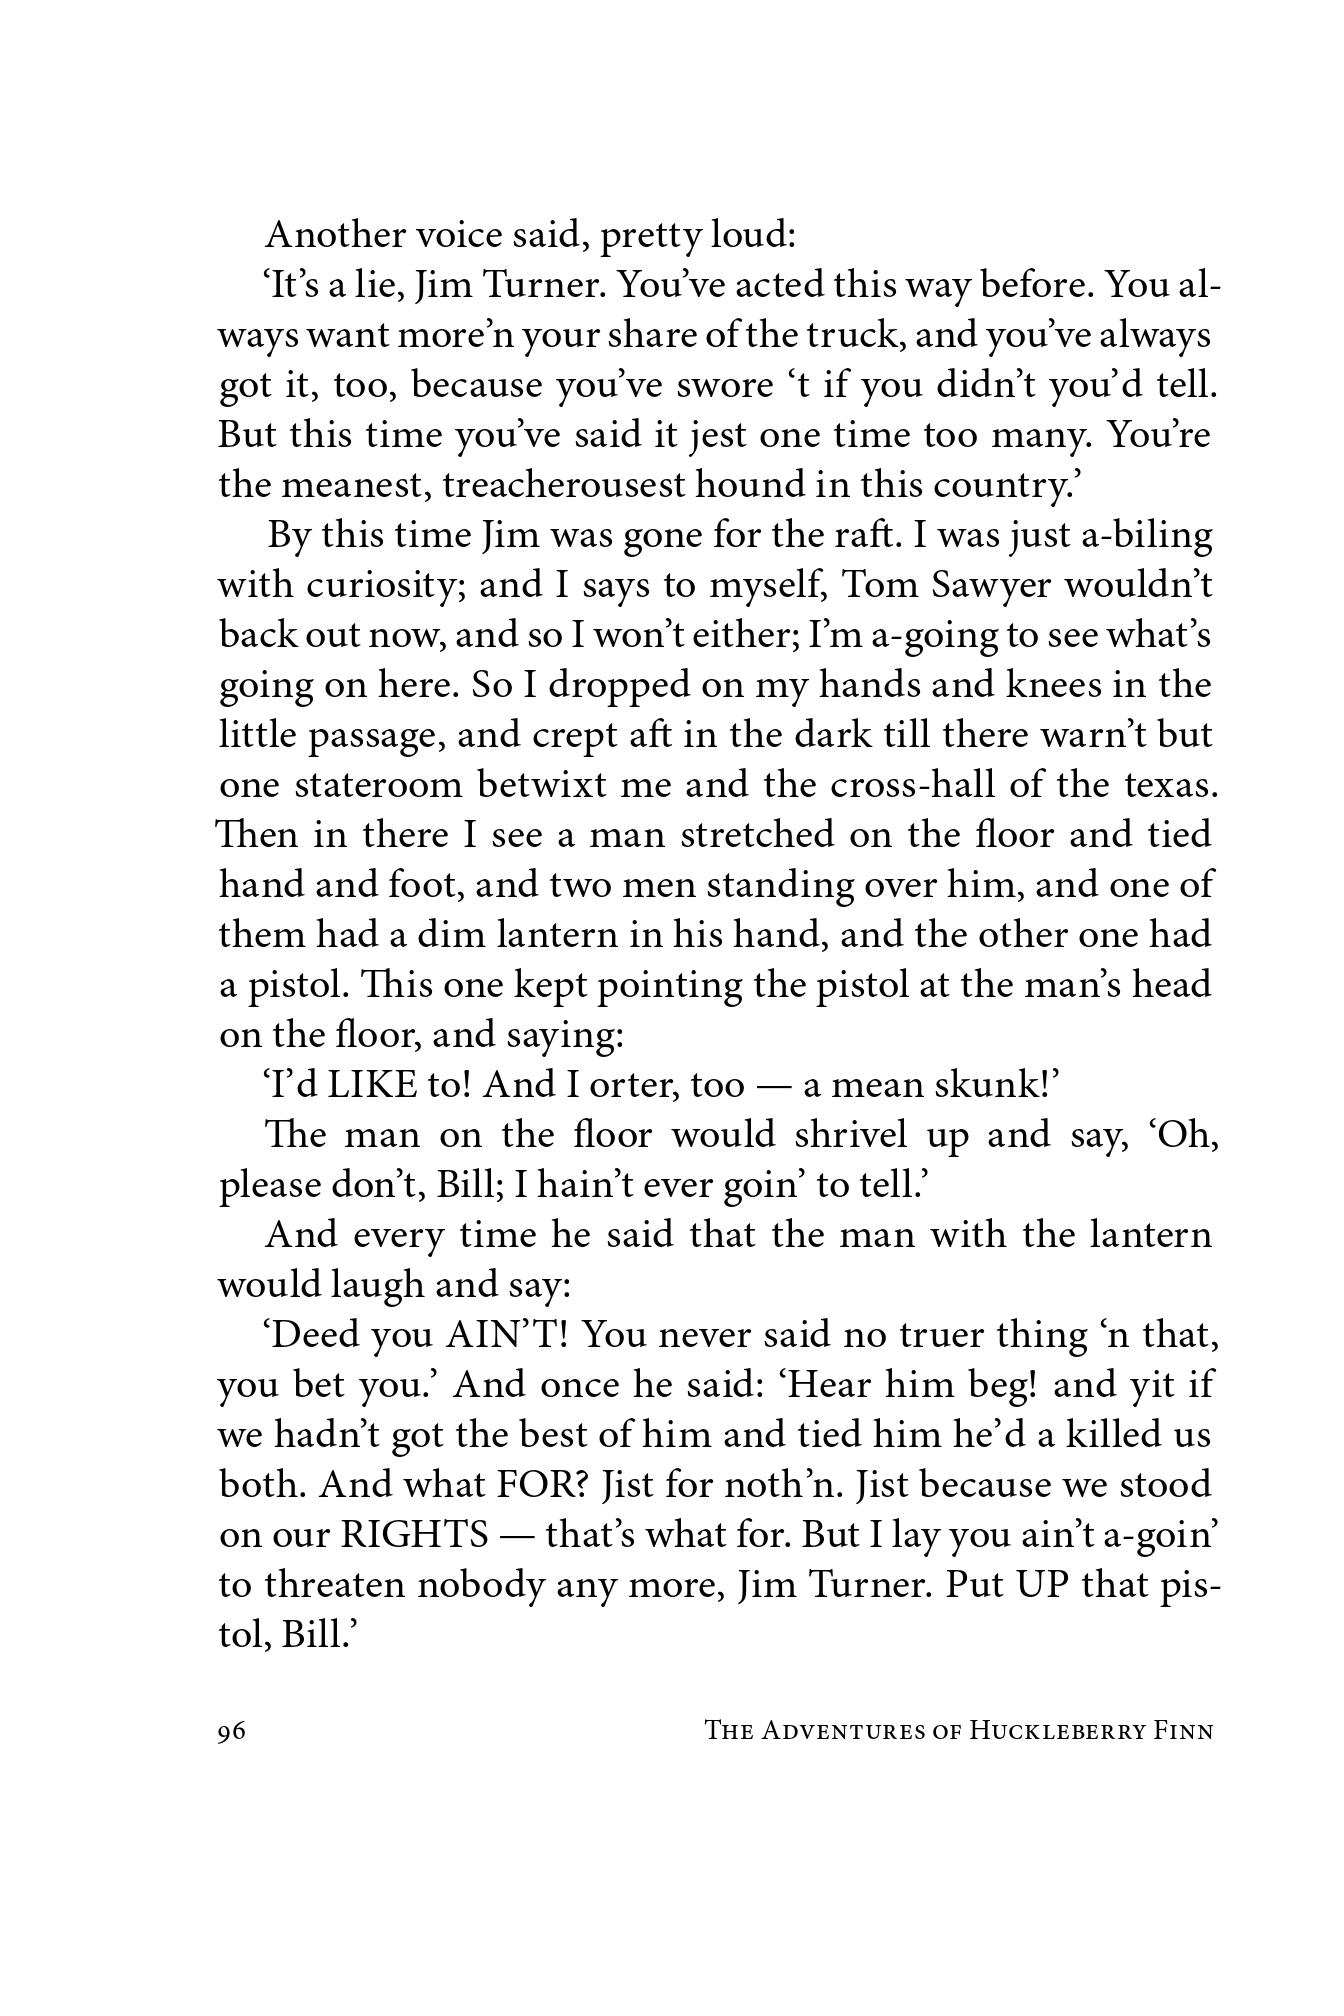 Another voice said, pretty loud:
‘It’s a lie, Jim Turner. You’ve acted this way before. You al-
ways want more’n your share of the truck, and you’ve always
got it, too, because you’ve swore ‘t if you didn’t you’d tell.
But this time you’ve said it jest one time too many. You’re
the meanest, treacherousest hound in this country.’
By this time Jim was gone for the raft. I was just a-biling
with curiosity; and I says to myself, Tom Sawyer wouldn’t
back out now, and so I won’t either; I’m a-going to see what’s
going on here. So I dropped on my hands and knees in the
little passage, and crept aft in the dark till there warn’t but
one stateroom betwixt me and the cross-hall of the texas.
Then in there I see a man stretched on the floor and tied
hand and foot, and two men standing over him, and one of
them had a dim lantern in his hand, and the other one had
a pistol. This one kept pointing the pistol at the man’s head
on the floor, and saying:
‘I’d LIKE to! And I orter, too — a mean skunk!’
The man on the floor would shrivel up and say, ‘Oh,
please don’t, Bill; I hain’t ever goin’ to tell.’
And every time he said that the man with the lantern
would laugh and say:
‘Deed you AIN’T! You never said no truer thing ‘n that,
you bet you.’ And once he said: ‘Hear him beg! and yit if
we hadn’t got the best of him and tied him he’d a killed us
both. And what FOR? Jist for noth’n. Jist because we stood
on our RIGHTS — that’s what for. But I lay you ain’t a-goin’
to threaten nobody any more, Jim Turner. Put UP that pis-
tol, Bill.’
96 The Adventures of Huckleberry Finn